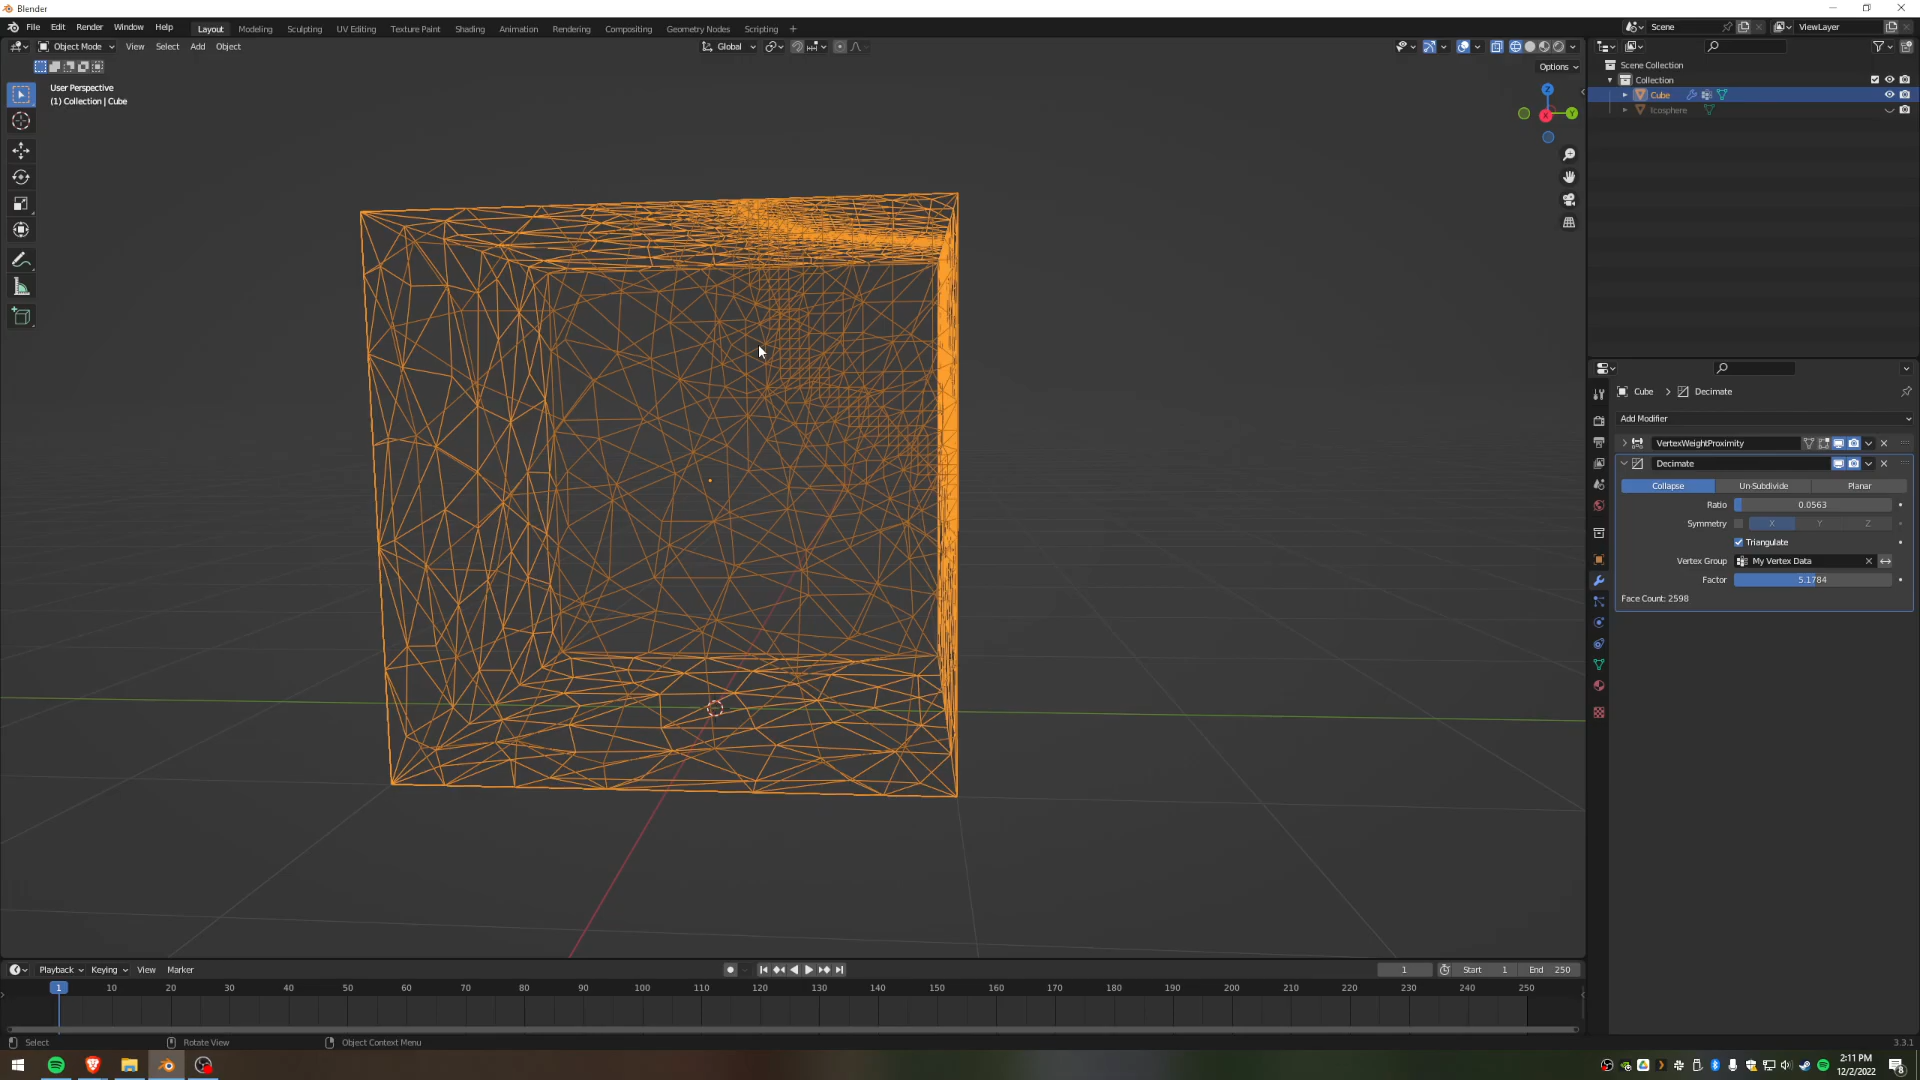 Blender
File Edit Render Window Help
Layout Modeling Sculpting UV Editing Texture Paint Shading Animation Rendering Compositing Geometry Nodes Scripting +
Scene
ViewLayer
Object Mode View Select Add Object
Global
Options
User Perspective
(1) Collection | Cube
Z
Y
X
Scene Collection
Collection
Cube
Icosphere
Cube > Decimate
Add Modifier
VertexWeightProximity
Decimate
Collapse Un-Subdivide Planar
Ratio 0.0563
Symmetry X Y Z
Triangulate
Vertex Group My Vertex Data
Factor 5.1784
Face Count: 2598
Playback Keying View Marker
1 Start 1 End 250
1 10 20 30 40 50 60 70 80 90 100 110 120 130 140 150 160 170 180 190 200 210 220 230 240 250
Select Rotate View Object Context Menu
3.3.1
2:11 PM
12/2/2022
8